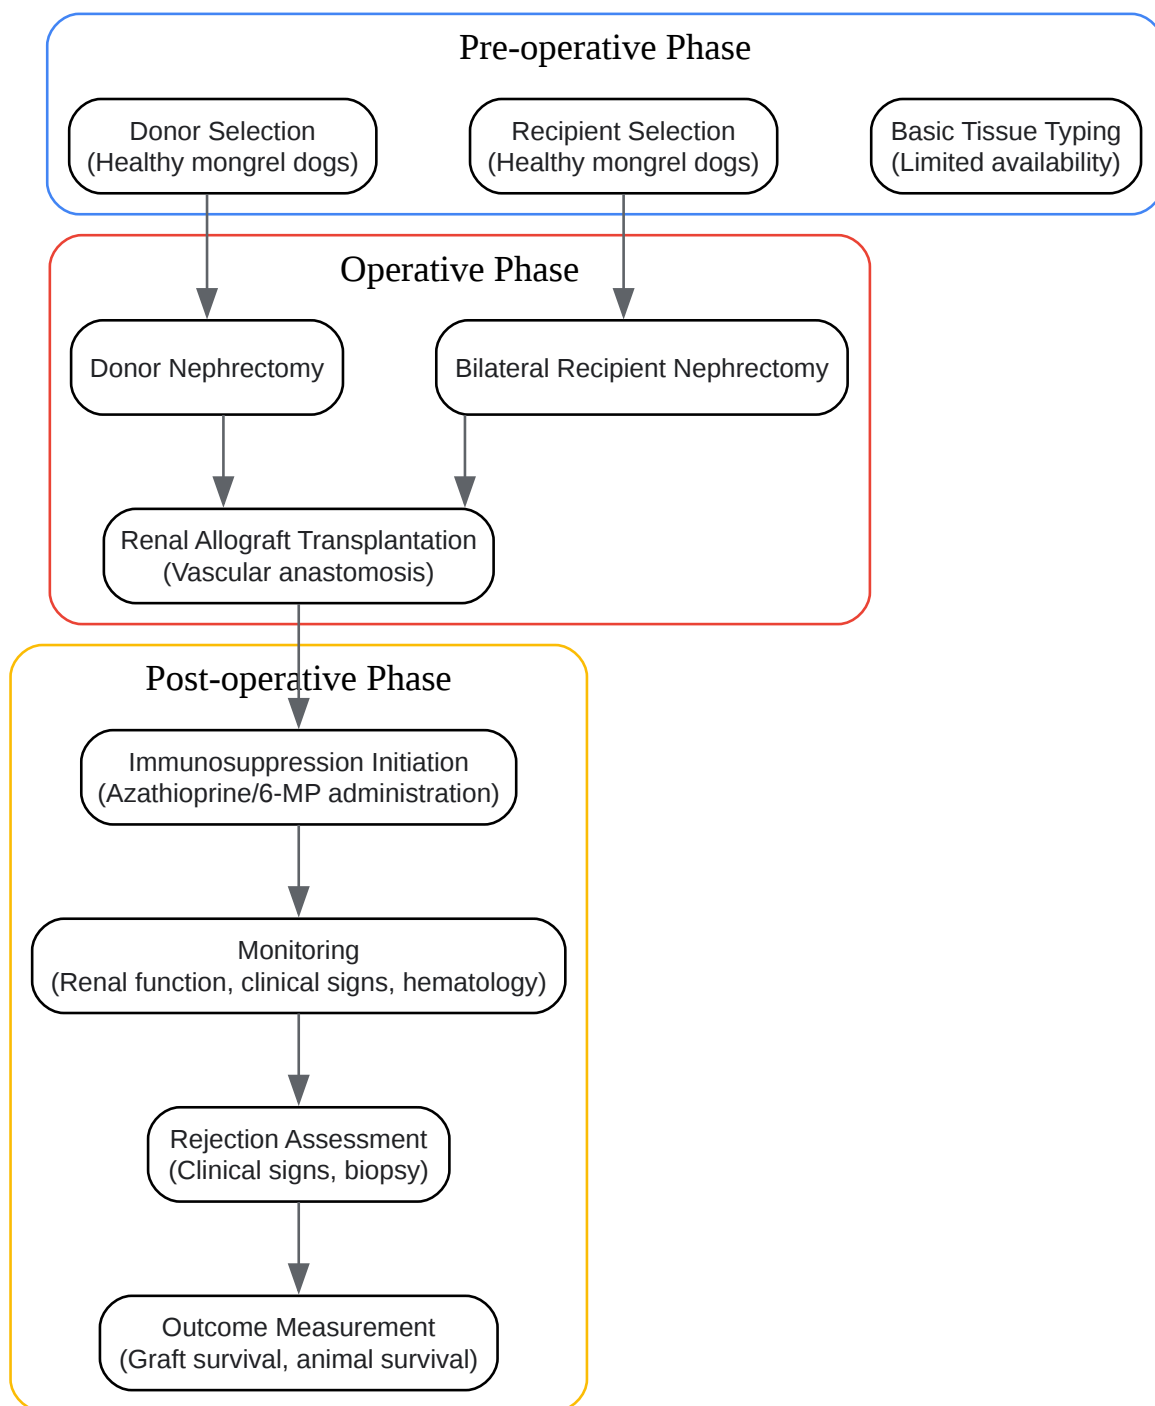 Pre-operative Phase
Donor Selection
(Healthy mongrel dogs)
Recipient Selection
(Healthy mongrel dogs)
Basic Tissue Typing
(Limited availability)
Operative Phase
Donor Nephrectomy
Bilateral Recipient Nephrectomy
Renal Allograft Transplantation
(Vascular anastomosis)
Post-operative Phase
Immunosuppression Initiation
(Azathioprine/6-MP administration)
Monitoring
(Renal function, clinical signs, hematology)
Rejection Assessment
(Clinical signs, biopsy)
Outcome Measurement
(Graft survival, animal survival)